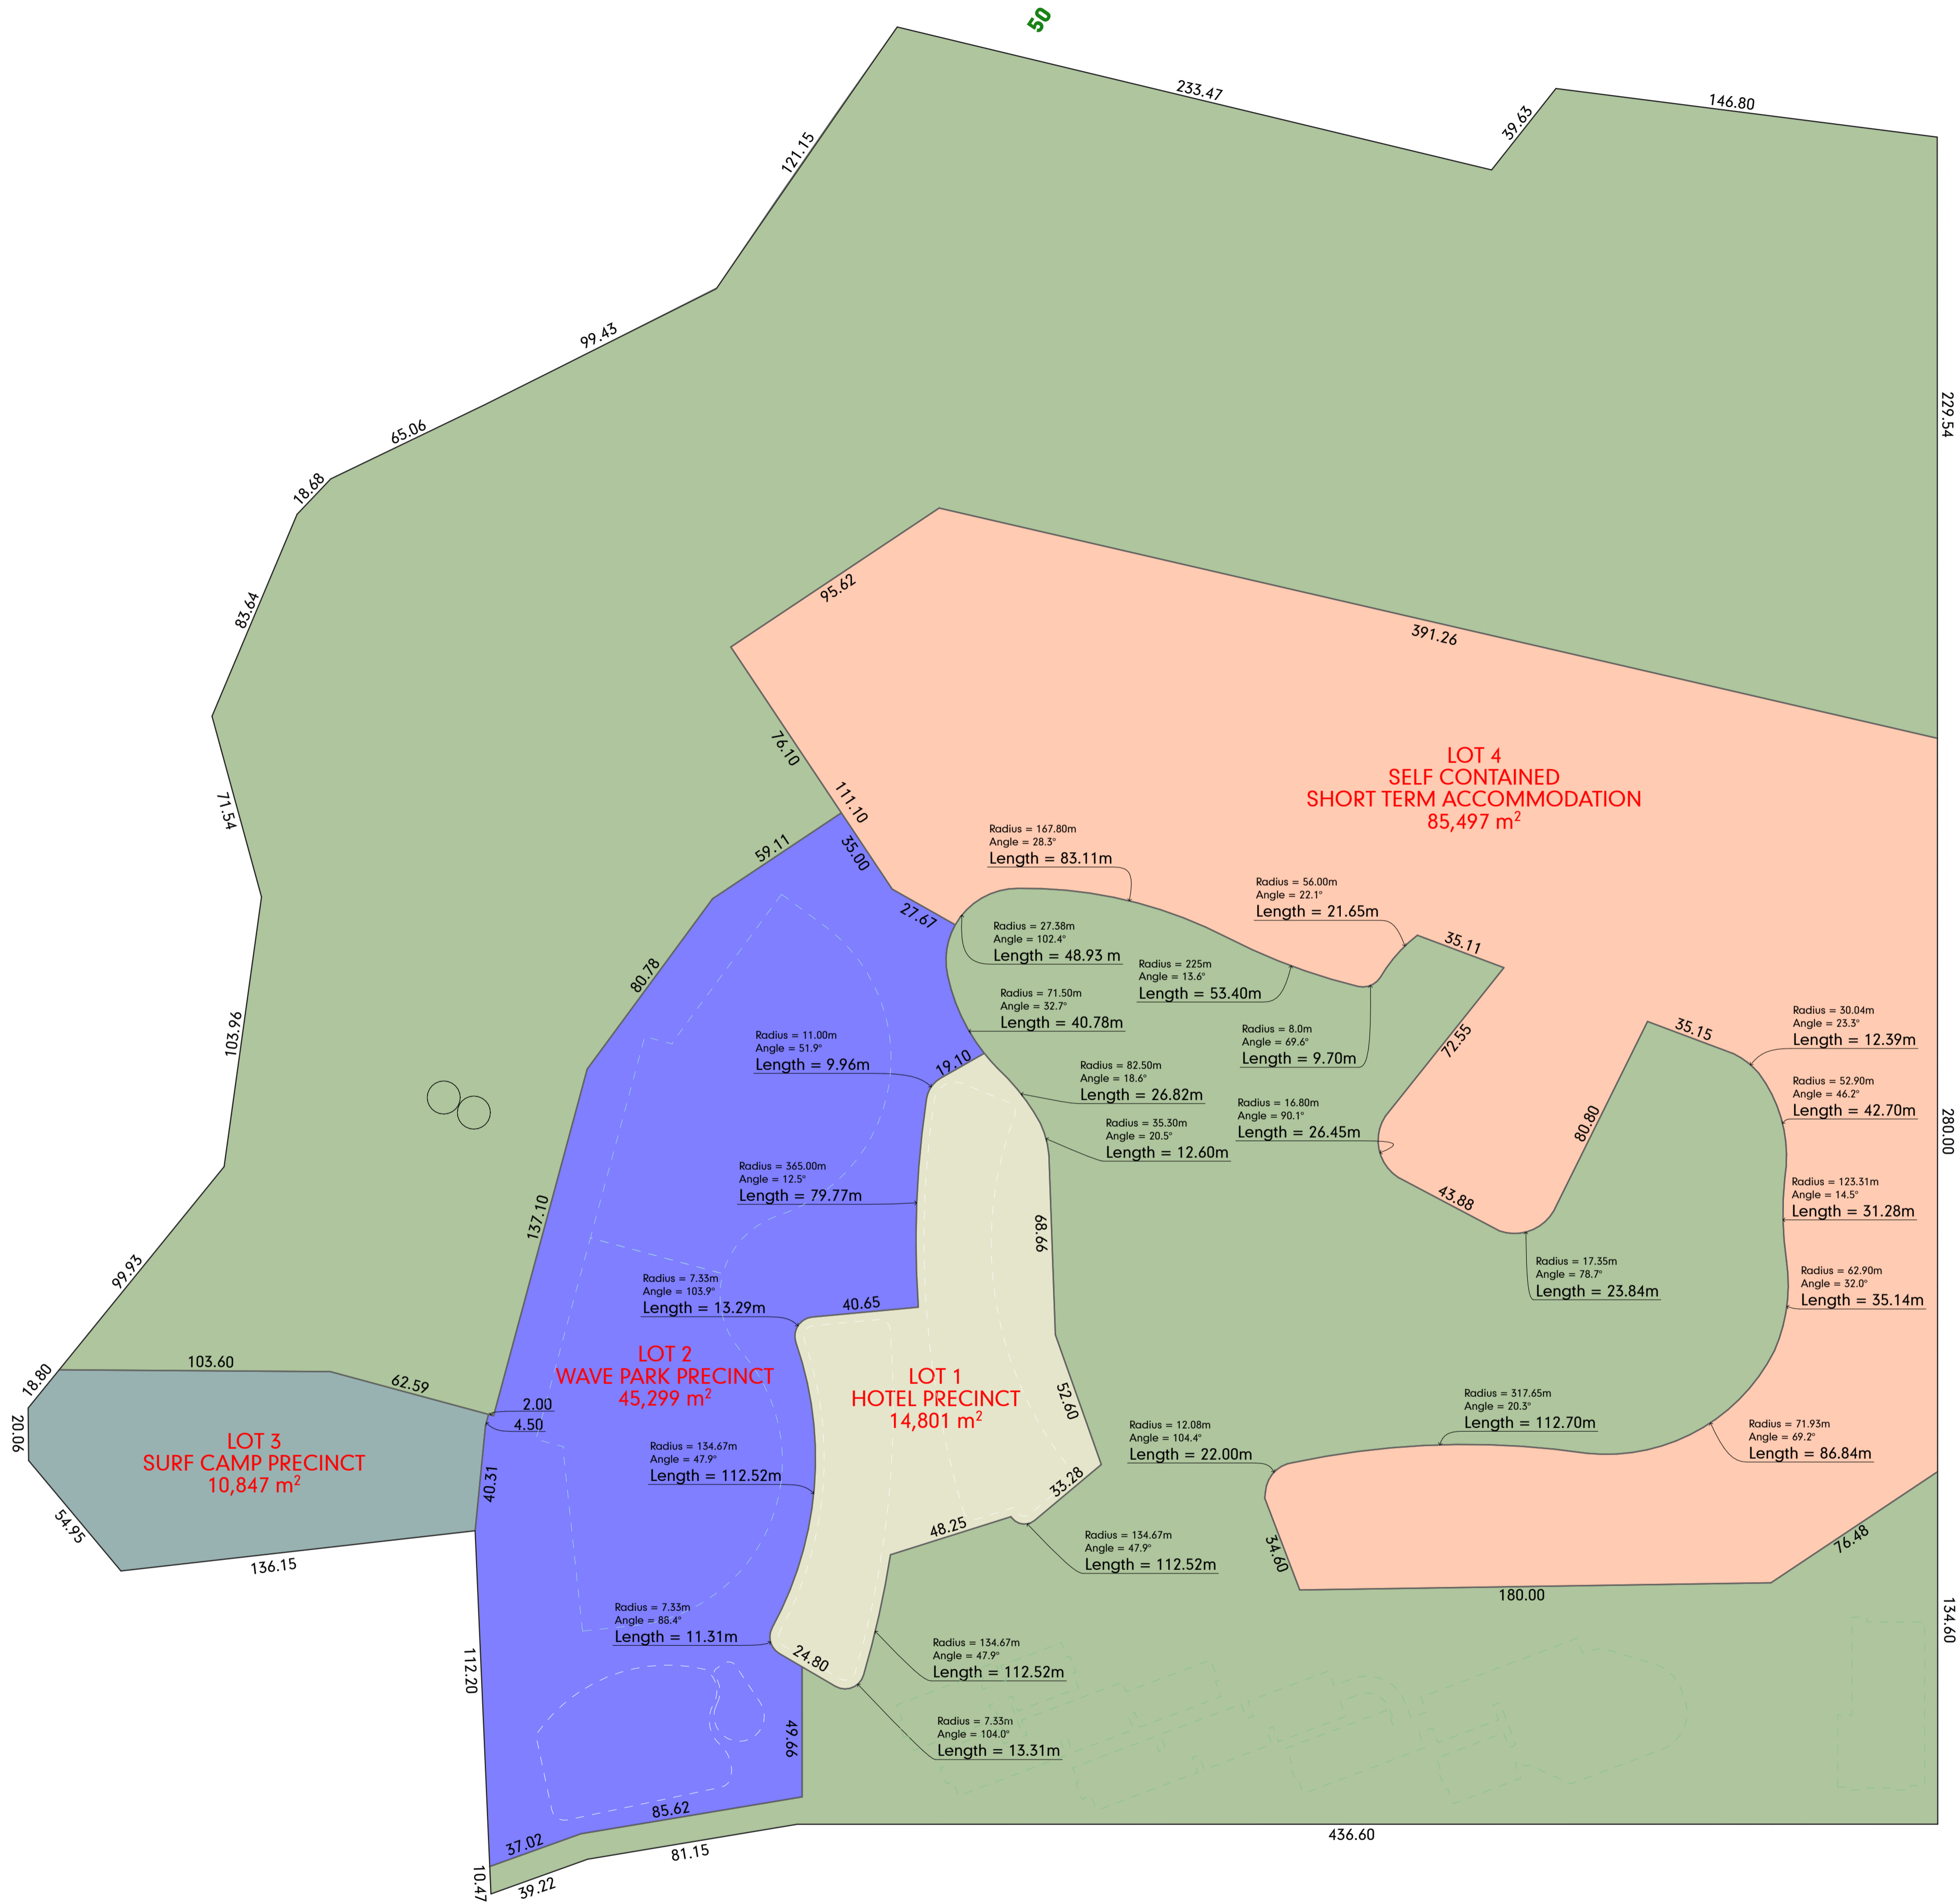 50
233.47
39.63
146.80
121.15
99.43
65.06
18.68
83.64
71.54
103.96
99.93
229.54
95.62
391.26
76.10
111.10
35.00
59.11
27.67
80.78
LOT 4
SELF CONTAINED
SHORT TERM ACCOMMODATION
85,497 m²
Radius = 167.80m
Angle = 28.3°
Length = 83.11m
Radius = 56.00m
Angle = 22.1°
Length = 21.65m
Radius = 27.38m
Angle = 102.4°
Length = 48.93 m
35.11
Radius = 225m
Angle = 13.6°
Length = 53.40m
Radius = 71.50m
Angle = 32.7°
Length = 40.78m
Radius = 8.0m
Angle = 69.6°
Length = 9.70m
72.55
35.15
Radius = 30.04m
Angle = 23.3°
Length = 12.39m
Radius = 11.00m
Angle = 51.9°
Length = 9.96m
19.10
Radius = 82.50m
Angle = 18.6°
Length = 26.82m
Radius = 52.90m
Angle = 46.2°
Length = 42.70m
Radius = 16.80m
Angle = 90.1°
Length = 26.45m
80.80
280.00
Radius = 35.30m
Angle = 20.5°
Length = 12.60m
Radius = 365.00m
Angle = 12.5°
Length = 79.77m
43.88
Radius = 123.31m
Angle = 14.5°
Length = 31.28m
137.10
68.66
Radius = 17.35m
Angle = 78.7°
Length = 23.84m
Radius = 62.90m
Angle = 32.0°
Length = 35.14m
Radius = 7.33m
Angle = 103.9°
Length = 13.29m
40.65
18.80
103.60
62.59
2.00
4.50
LOT 2
WAVE PARK PRECINCT
45,299 m²
LOT 1
HOTEL PRECINCT
14,801 m²
52.60
Radius = 317.65m
Angle = 20.3°
Length = 112.70m
Radius = 12.08m
Angle = 104.4°
Length = 22.00m
Radius = 71.93m
Angle = 69.2°
Length = 86.84m
20.06
LOT 3
SURF CAMP PRECINCT
10,847 m²
40.31
Radius = 134.67m
Angle = 47.9°
Length = 112.52m
33.28
48.25
54.95
136.15
Radius = 134.67m
Angle = 47.9°
Length = 112.52m
34.60
180.00
76.48
134.60
Radius = 7.33m
Angle = 86.4°
Length = 11.31m
24.80
Radius = 134.67m
Angle = 47.9°
Length = 112.52m
112.20
49.66
Radius = 7.33m
Angle = 104.0°
Length = 13.31m
85.62
37.02
10.47
39.22
81.15
436.60